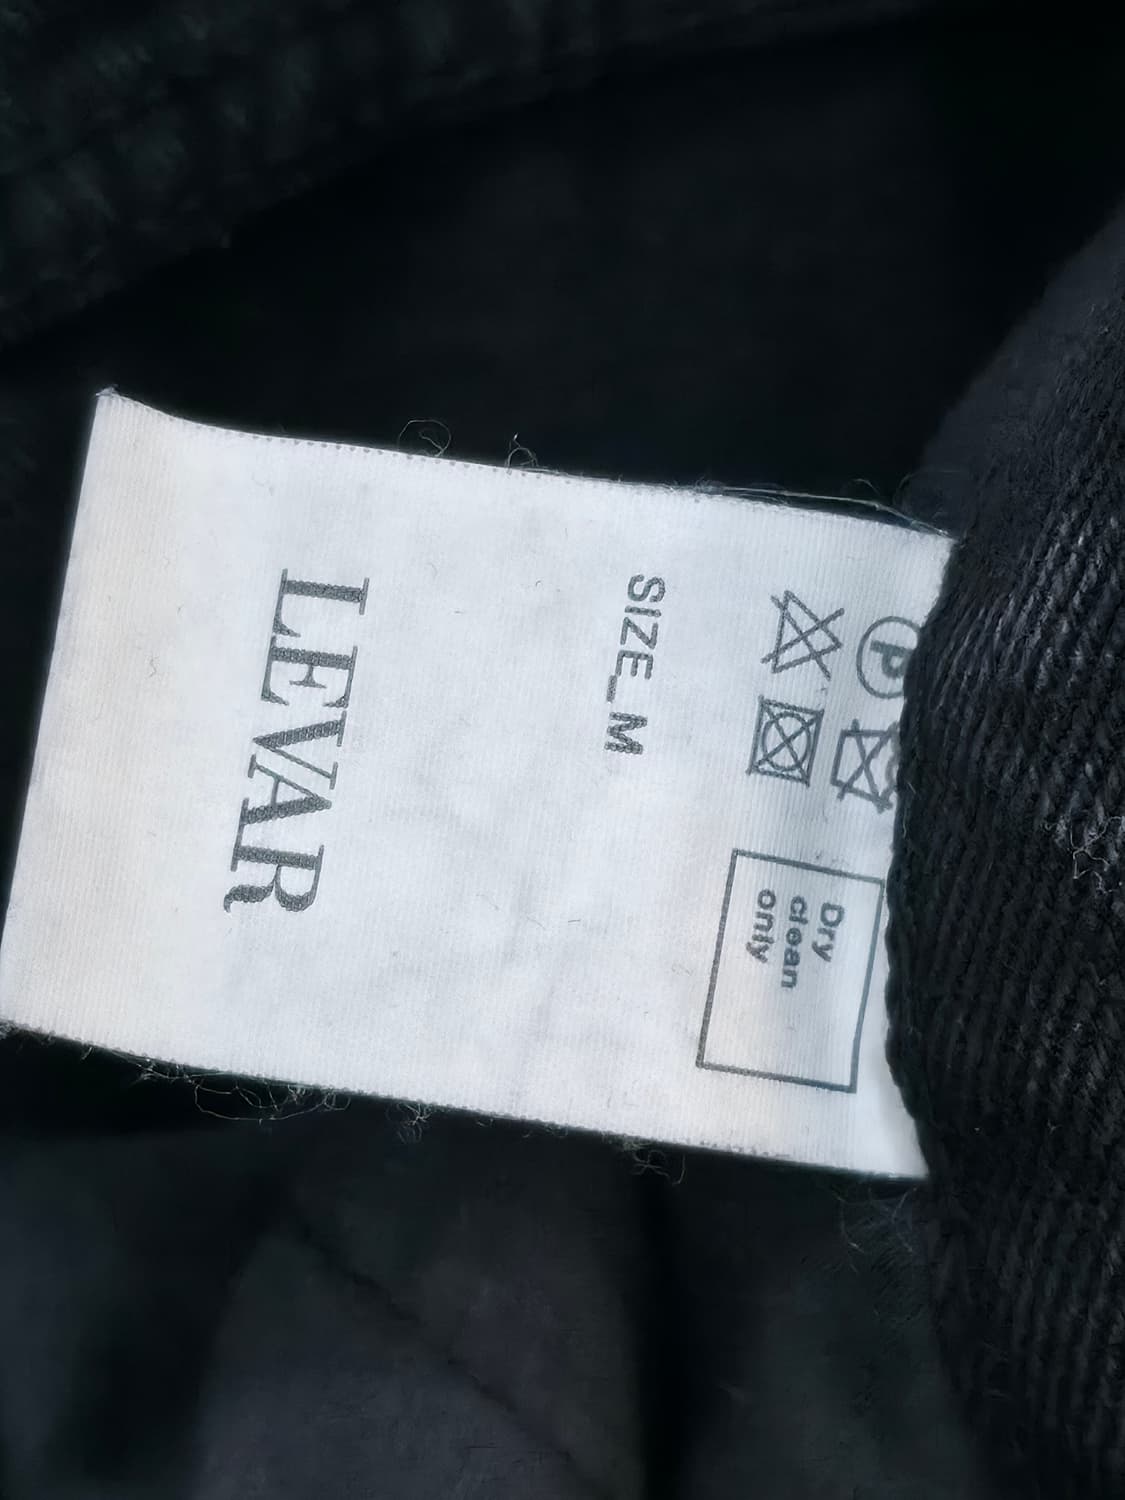 P
Dry
clean
only
SIZE_M
LEVAR